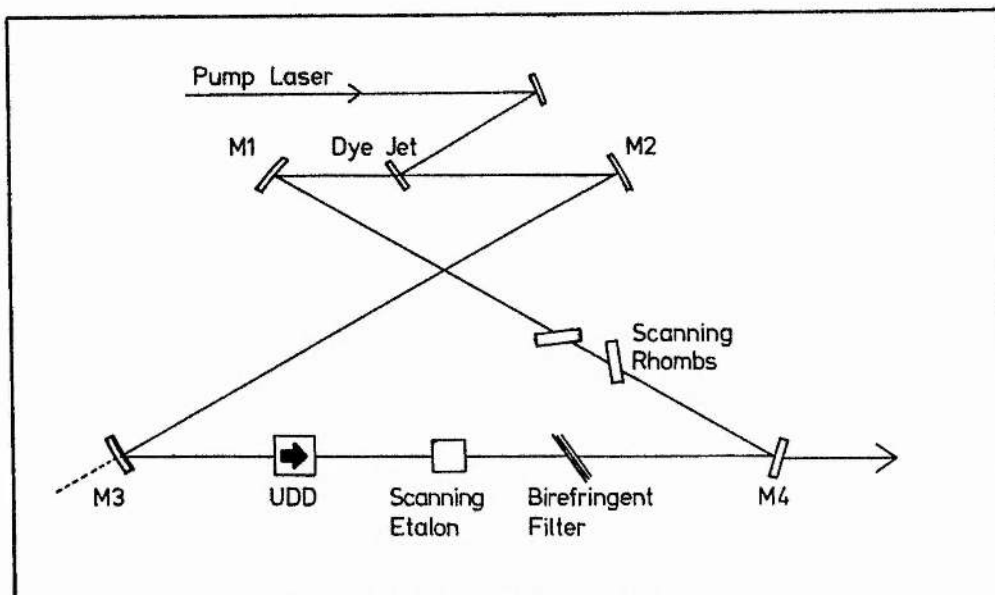 Pump Laser
M1
Dye Jet
M2
Scanning
Rhombs
M3
UDD
Scanning
Etalon
Birefringent
Filter
M4